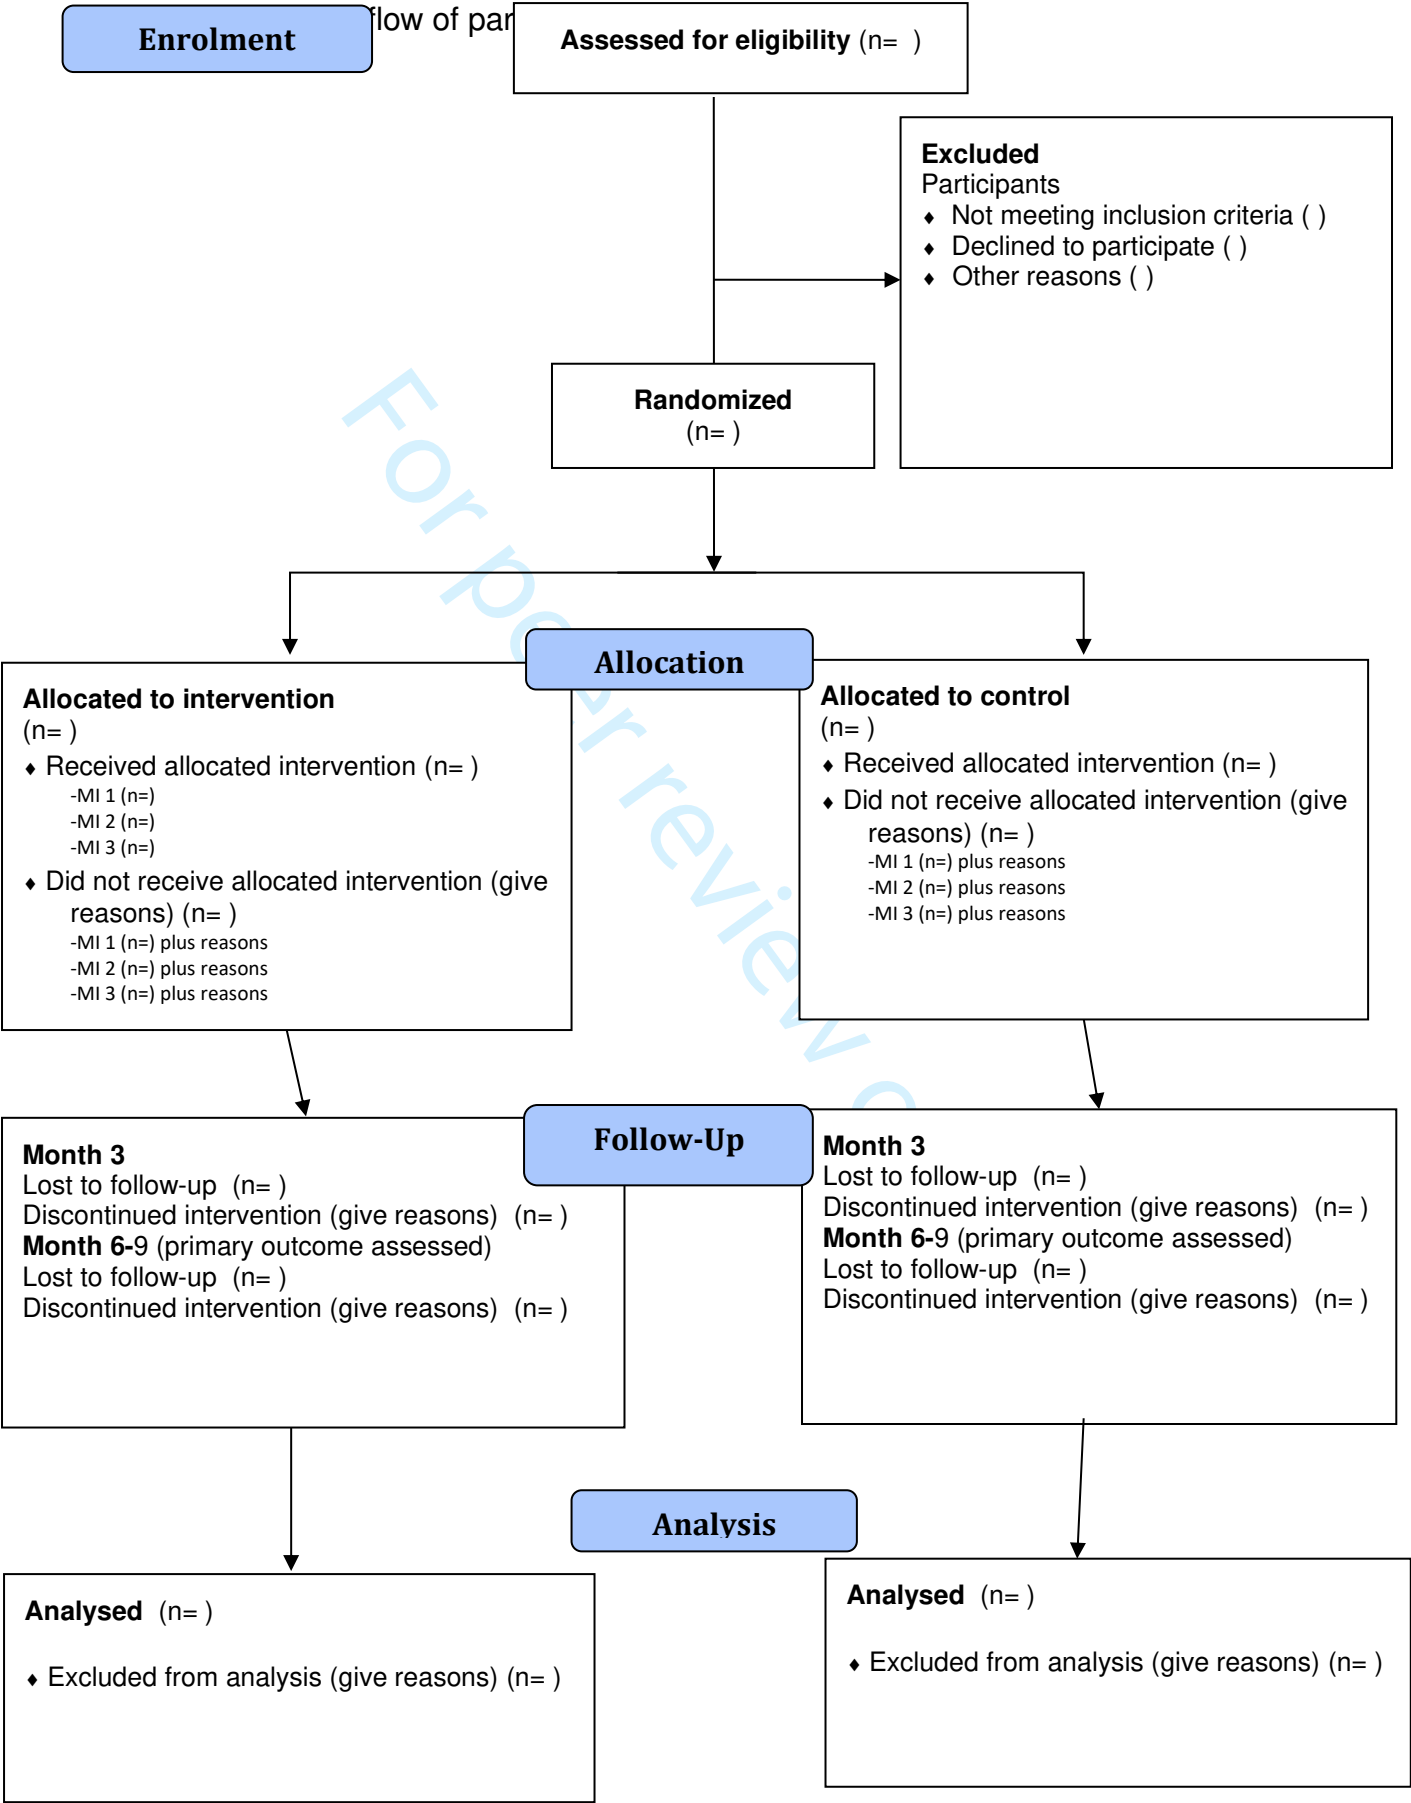 flow of par
Enrolment
Assessed for eligibility (n=  )
Excluded
Participants
♦ Not meeting inclusion criteria ( )
♦ Declined to participate ( )
♦ Other reasons ( )
Randomized
(n= )
For peer review o
Allocation
Allocated to intervention
(n= )
♦ Received allocated intervention (n= )
-MI 1 (n=)
-MI 2 (n=)
-MI 3 (n=)
♦ Did not receive allocated intervention (give
reasons) (n= )
-MI 1 (n=) plus reasons
-MI 2 (n=) plus reasons
-MI 3 (n=) plus reasons
Allocated to control
(n= )
♦ Received allocated intervention (n= )
♦ Did not receive allocated intervention (give
reasons) (n= )
-MI 1 (n=) plus reasons
-MI 2 (n=) plus reasons
-MI 3 (n=) plus reasons
Follow-Up
Month 3
Lost to follow-up  (n= )
Discontinued intervention (give reasons)  (n= )
Month 6-9 (primary outcome assessed)
Lost to follow-up  (n= )
Discontinued intervention (give reasons)  (n= )
Month 3
Lost to follow-up  (n= )
Discontinued intervention (give reasons)  (n= )
Month 6-9 (primary outcome assessed)
Lost to follow-up  (n= )
Discontinued intervention (give reasons)  (n= )
Analysis
Analysed  (n= )
♦ Excluded from analysis (give reasons) (n= )
Analysed  (n= )
♦ Excluded from analysis (give reasons) (n= )